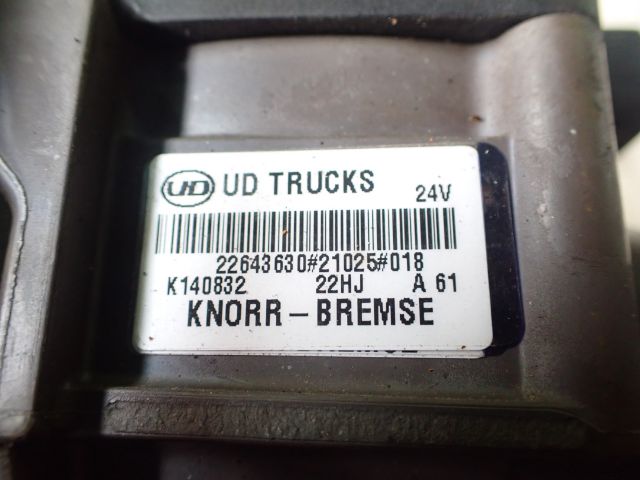 UD UD TRUCKS 24V
22643630#21025#018
K140832 22HJ A 61
KNORR-BREMSE